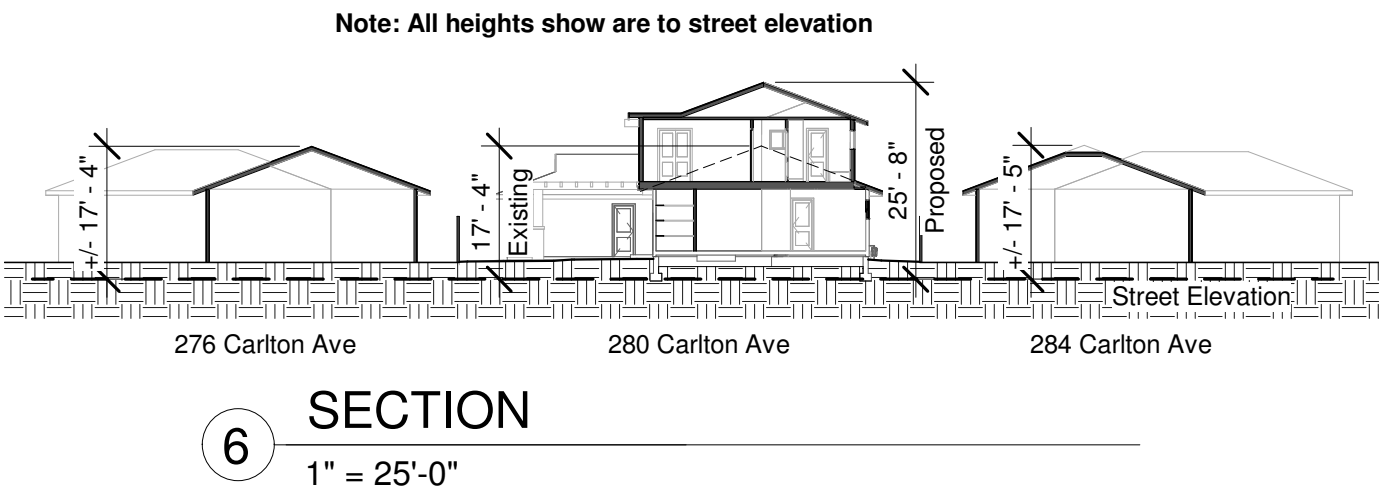 Note: All heights show are to street elevation
+/- 17' - 4"
17' - 4"
Existing
25' - 8"
Proposed
+/- 17' - 5"
Street Elevation
276 Carlton Ave
280 Carlton Ave
284 Carlton Ave
6
SECTION
1" = 25'-0"